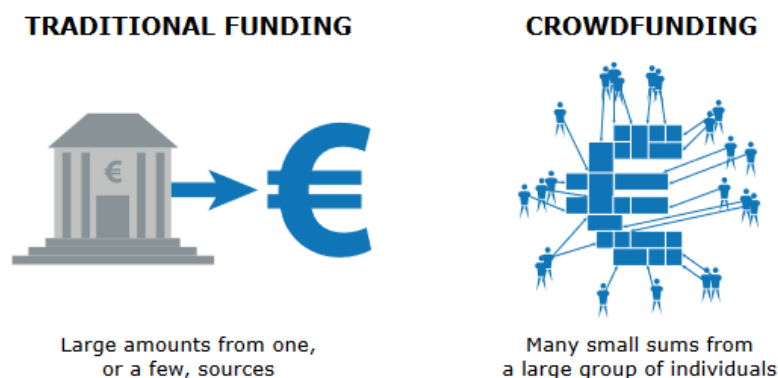 TRADITIONAL FUNDING
CROWDFUNDING
€
€
Large amounts from one,
or a few, sources
Many small sums from
a large group of individuals